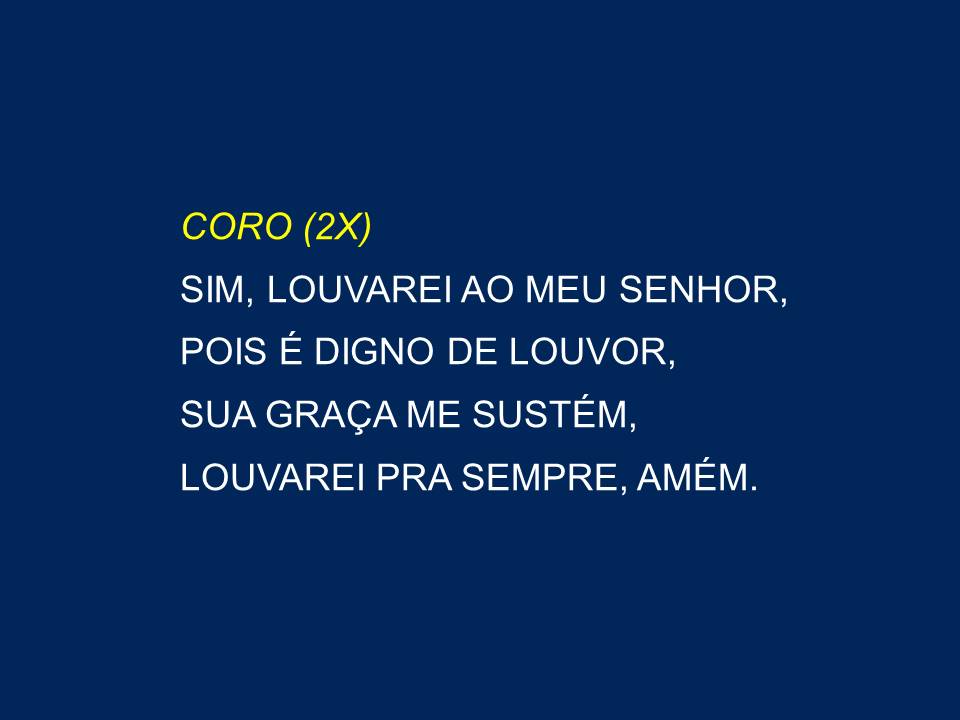 CORO (2X)
SIM, LOUVAREI AO MEU SENHOR,
POIS É DIGNO DE LOUVOR,
SUA GRAÇA ME SUSTÉM,
LOUVAREI PRA SEMPRE, AMÉM.